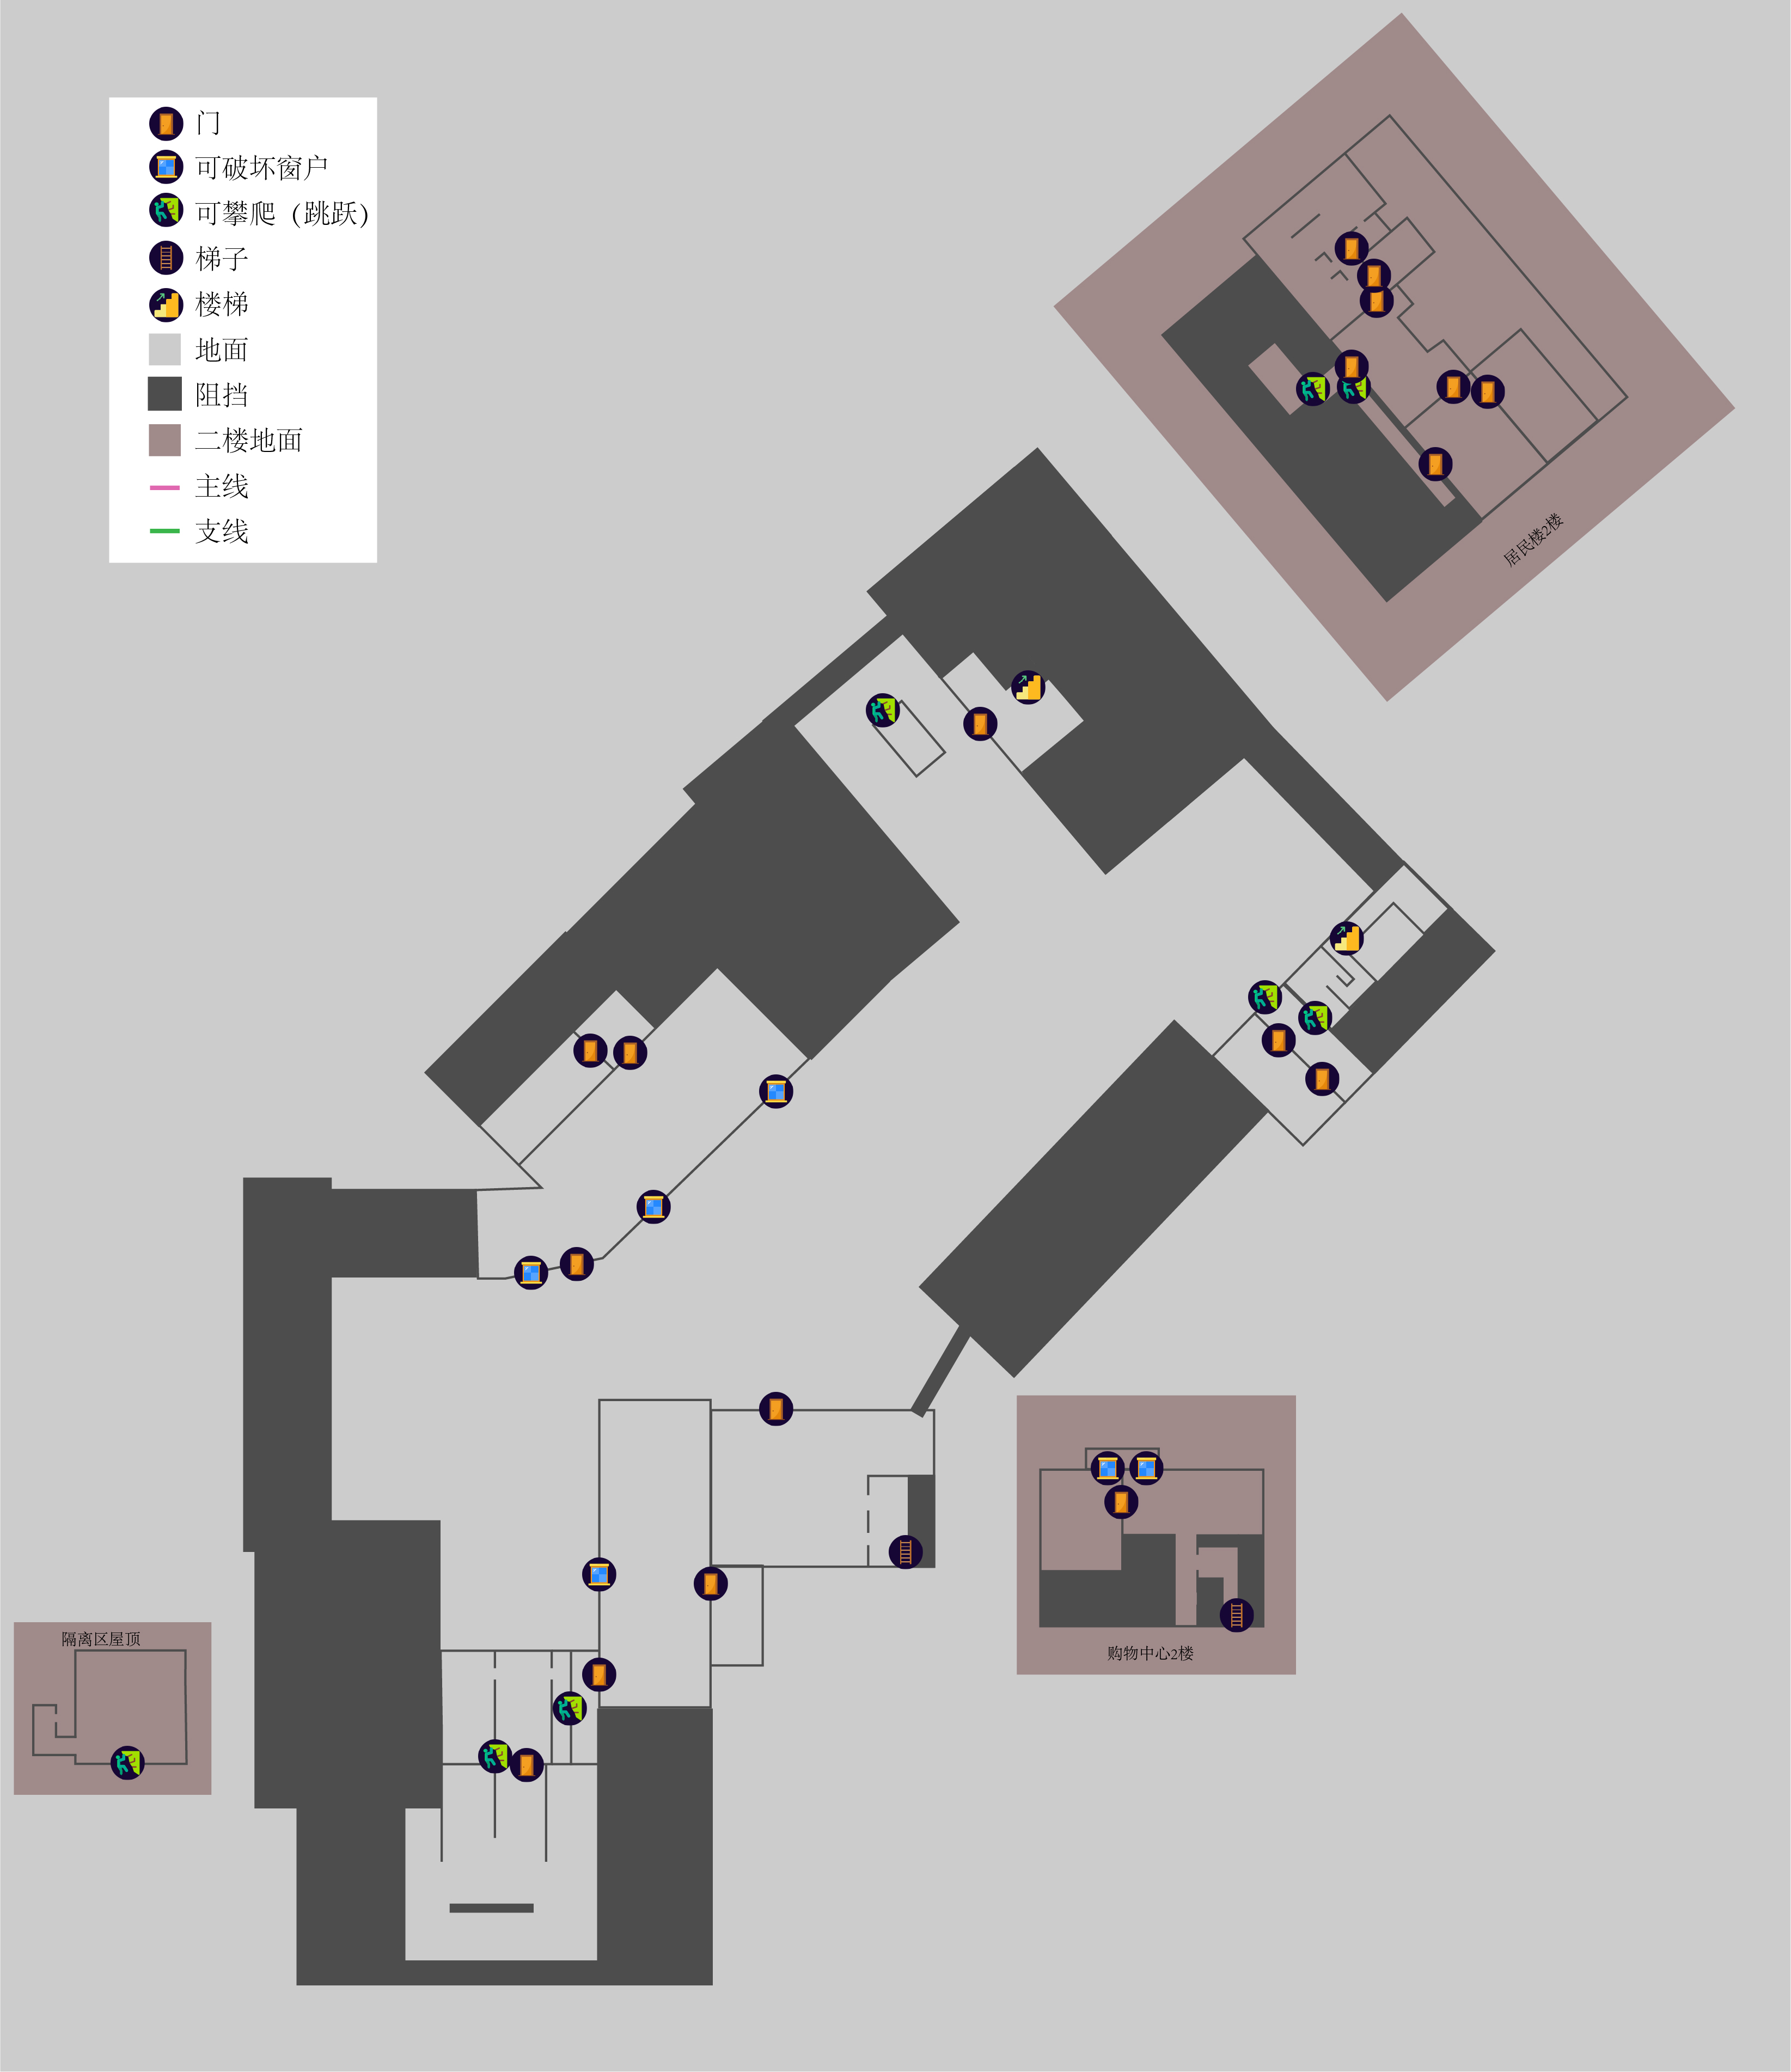 门
可破坏窗户
可攀爬（跳跃）
梯子
楼梯
地面
阻挡
二楼地面
主线
支线
居民楼2楼
隔离区屋顶
购物中心2楼